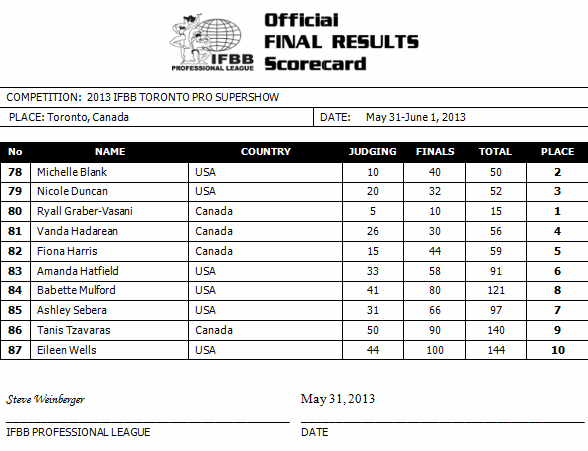 Official
FINAL RESULTS
Scorecard
IFBB
PROFESSIONAL LEAGUE
COMPETITION: 2013 IFBB TORONTO PRO SUPERSHOW
PLACE: Toronto, Canada DATE: May 31-June 1, 2013
No NAME COUNTRY JUDGING FINALS TOTAL PLACE
78 Michelle Blank USA 10 40 50 2
79 Nicole Duncan USA 20 32 52 3
80 Ryall Graber-Vasani Canada 5 10 15 1
81 Vanda Hadarean Canada 26 30 56 4
82 Fiona Harris Canada 15 44 59 5
83 Amanda Hatfield USA 33 58 91 6
84 Babette Mulford USA 41 80 121 8
85 Ashley Sebera USA 31 66 97 7
86 Tanis Tzavaras Canada 50 90 140 9
87 Eileen Wells USA 44 100 144 10
Steve Weinberger May 31, 2013
IFBB PROFESSIONAL LEAGUE DATE